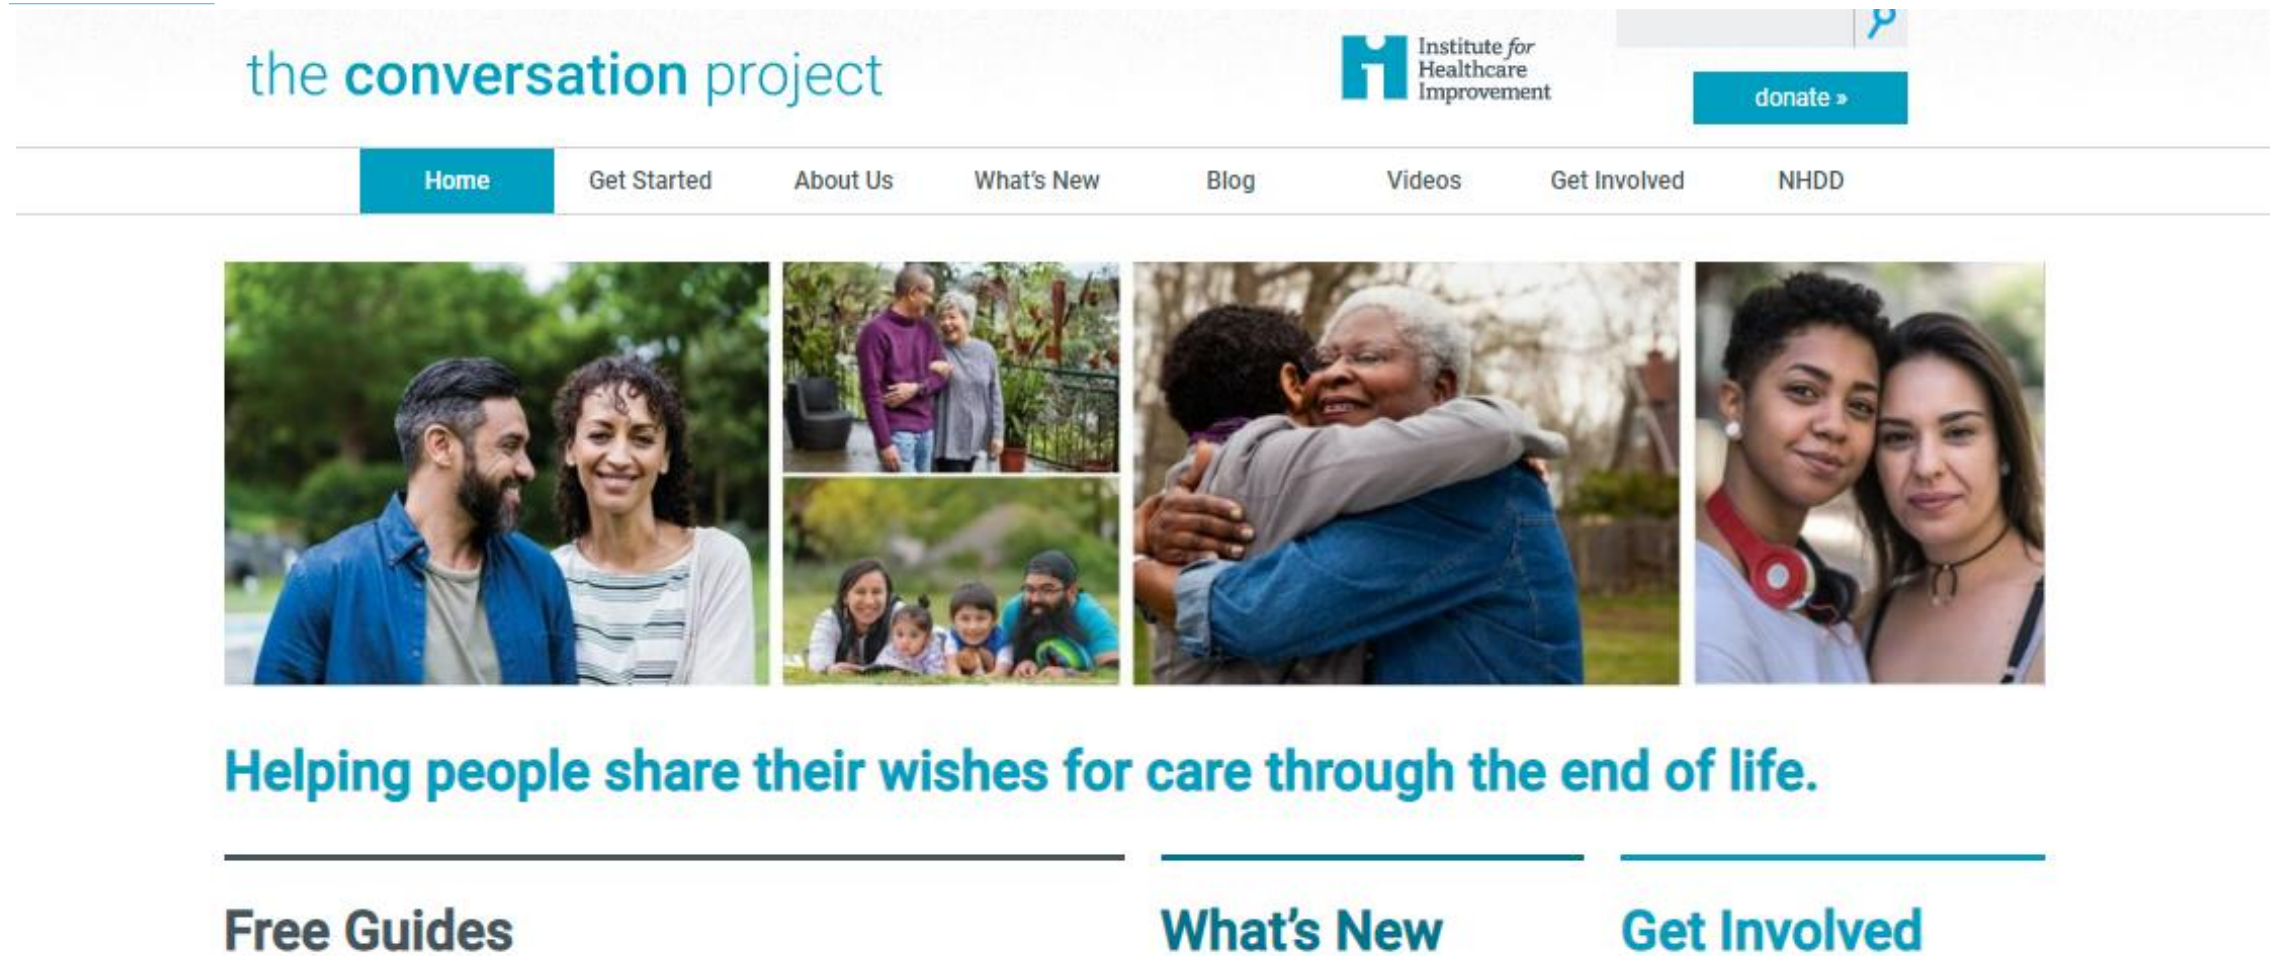 the conversation project
Institute for
Healthcare
Improvement
donate »
Home
Get Started
About Us
What's New
Blog
Videos
Get Involved
NHDD
Helping people share their wishes for care through the end of life.
Free Guides
What's New
Get Involved